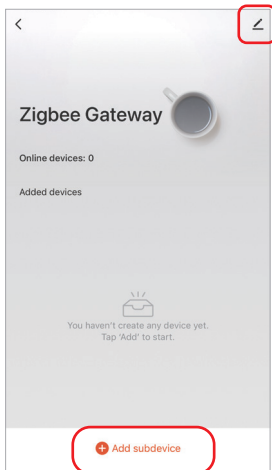 Zigbee Gateway
Online devices: 0
Added devices
You haven't create any device yet.
Tap 'Add' to start.
Add subdevice